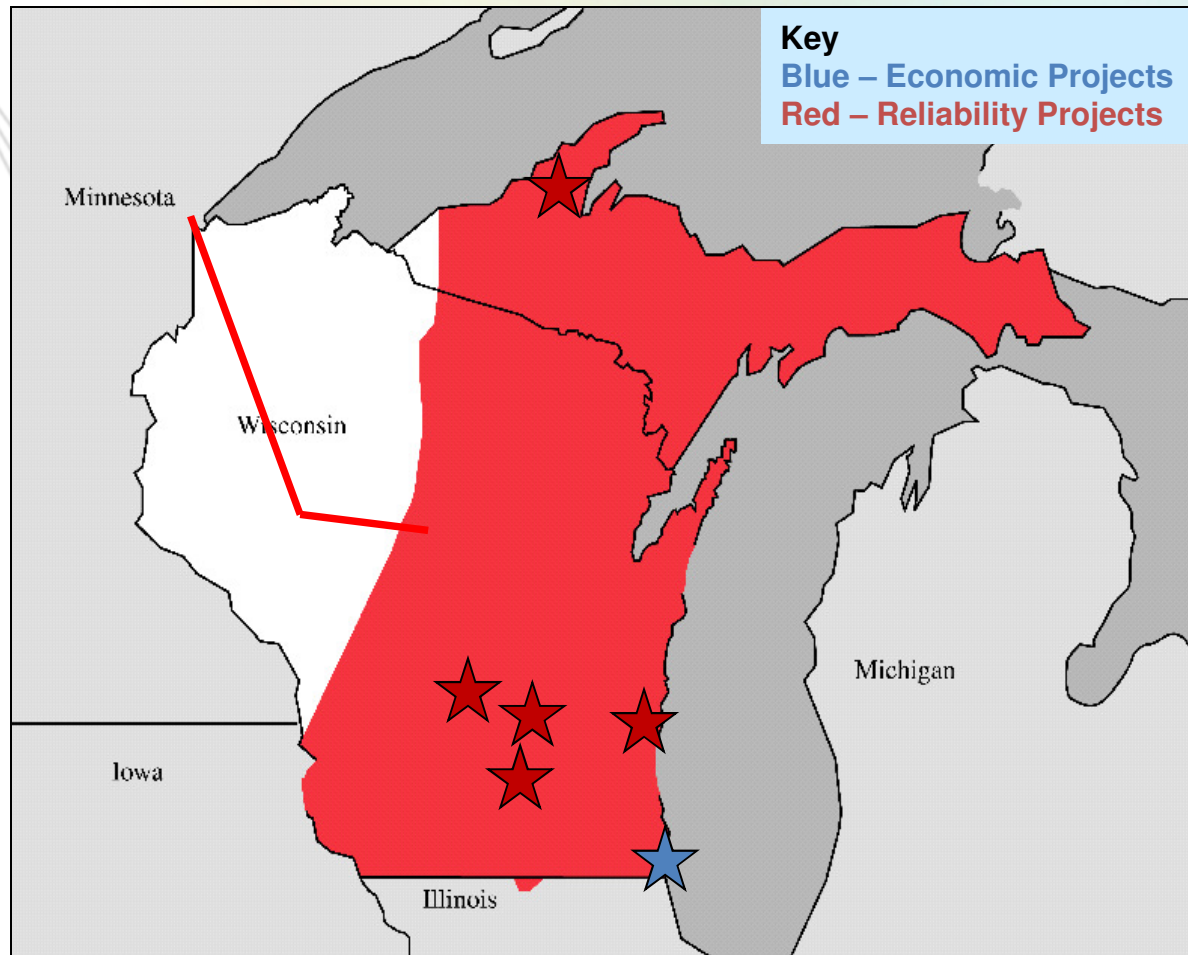 Key
Blue – Economic Projects
Red – Reliability Projects
Minnesota
Wisconsin
Michigan
Iowa
Illinois